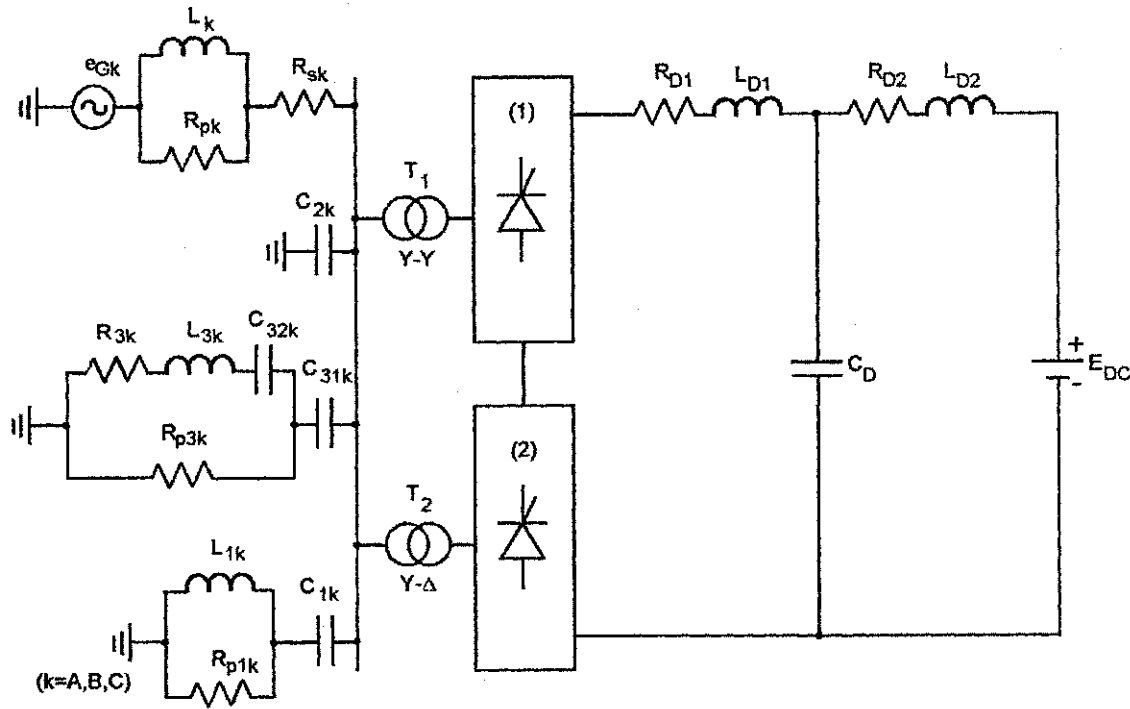 L_k
e_Gk
R_sk
R_pk
C_2k
T_1
Y-Y
(1)
R_D1
L_D1
R_D2
L_D2
R_3k
L_3k
C_32k
C_31k
R_p3k
C_D
+
E_DC
-
(2)
T_2
Y-Δ
L_1k
C_1k
R_p1k
(k=A,B,C)